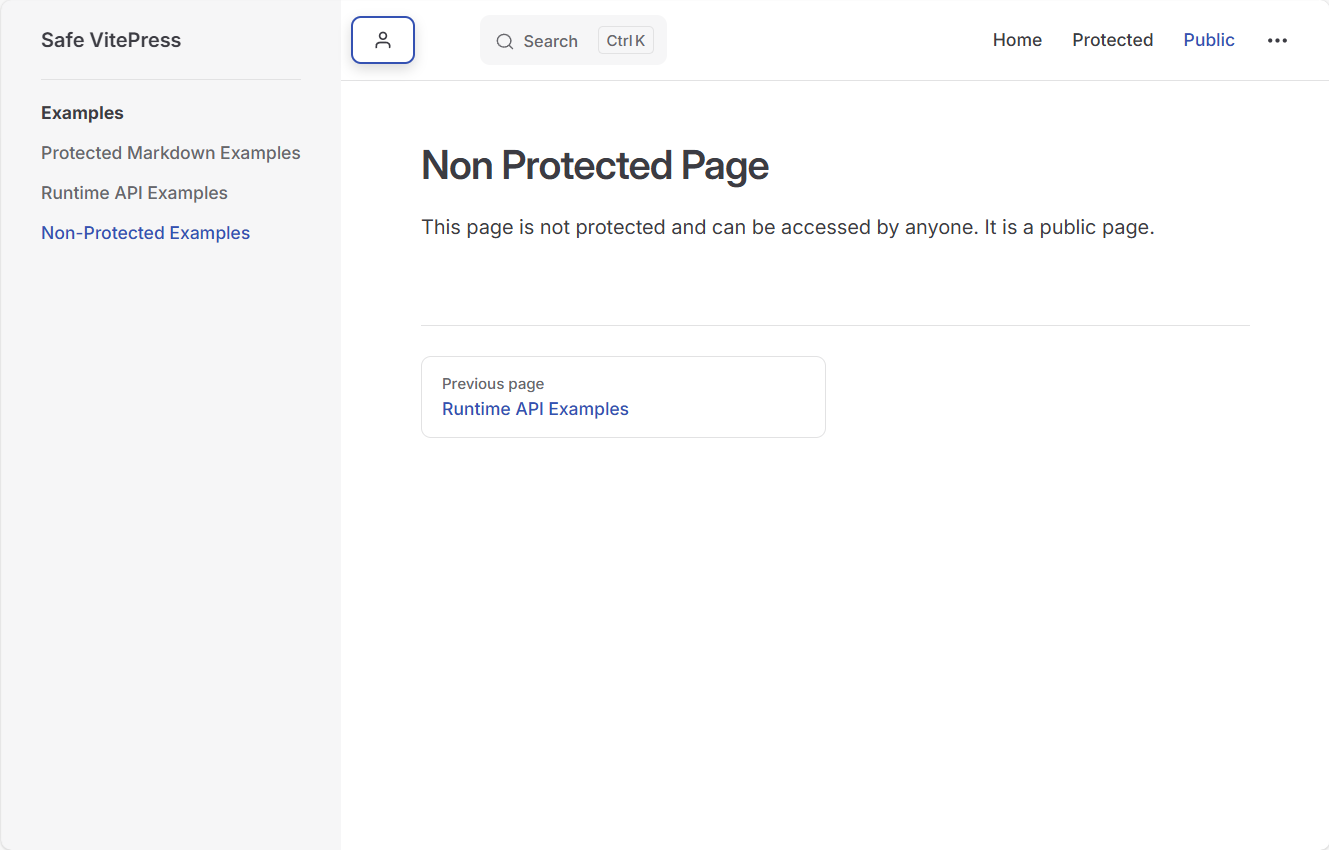 Safe VitePress
Search Ctrl K
Home Protected Public
Examples
Protected Markdown Examples
Runtime API Examples
Non-Protected Examples
Non Protected Page
This page is not protected and can be accessed by anyone. It is a public page.
Previous page
Runtime API Examples